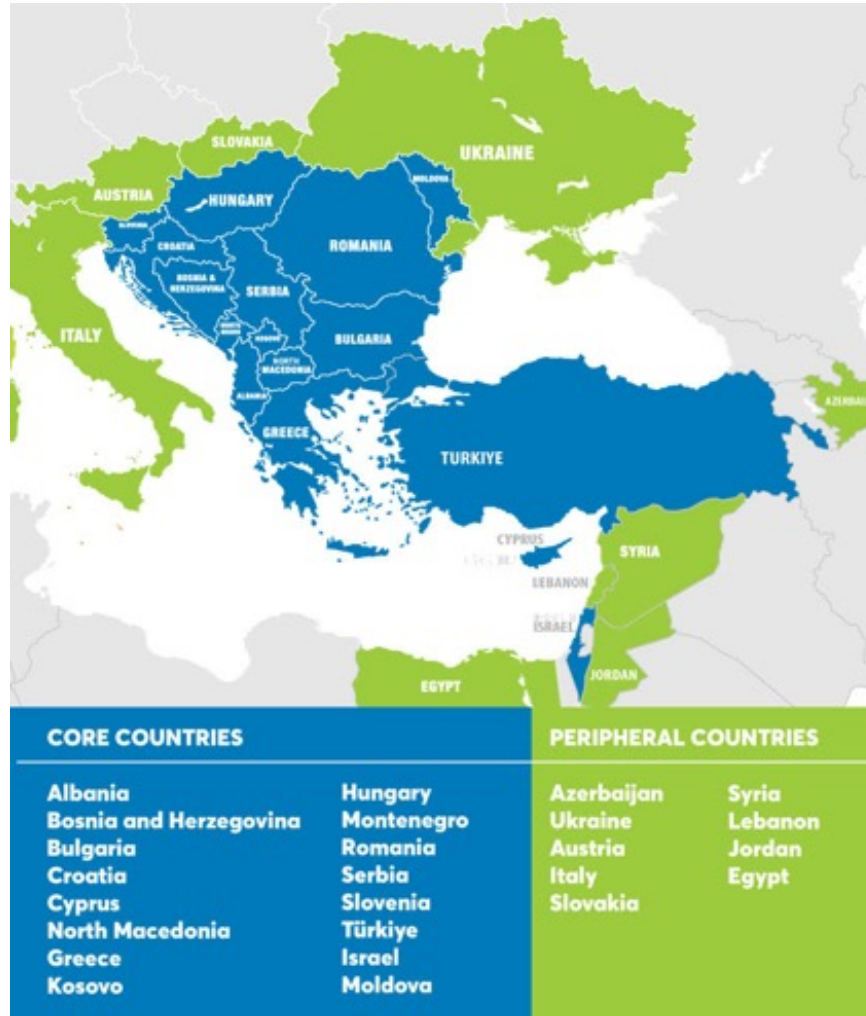 SLOVAKIA
UKRAINE
AUSTRIA
MOLDOVA
HUNGARY
SLOVENIA
CROATIA
ROMANIA
BOSNIA &
HERZEGOVINA
SERBIA
ITALY
BULGARIA
KOSOVO
NORTH
MACEDONIA
AZERBAI
ALBANIA
GREECE
TURKIYE
CYPRUS
SYRIA
LEBANON
ISRAEL
JORDAN
EGYPT
CORE COUNTRIES
Albania
Bosnia and Herzegovina
Bulgaria
Croatia
Cyprus
North Macedonia
Greece
Kosovo
Hungary
Montenegro
Romania
Serbia
Slovenia
Türkiye
Israel
Moldova
PERIPHERAL COUNTRIES
Azerbaijan
Ukraine
Austria
Italy
Slovakia
Syria
Lebanon
Jordan
Egypt